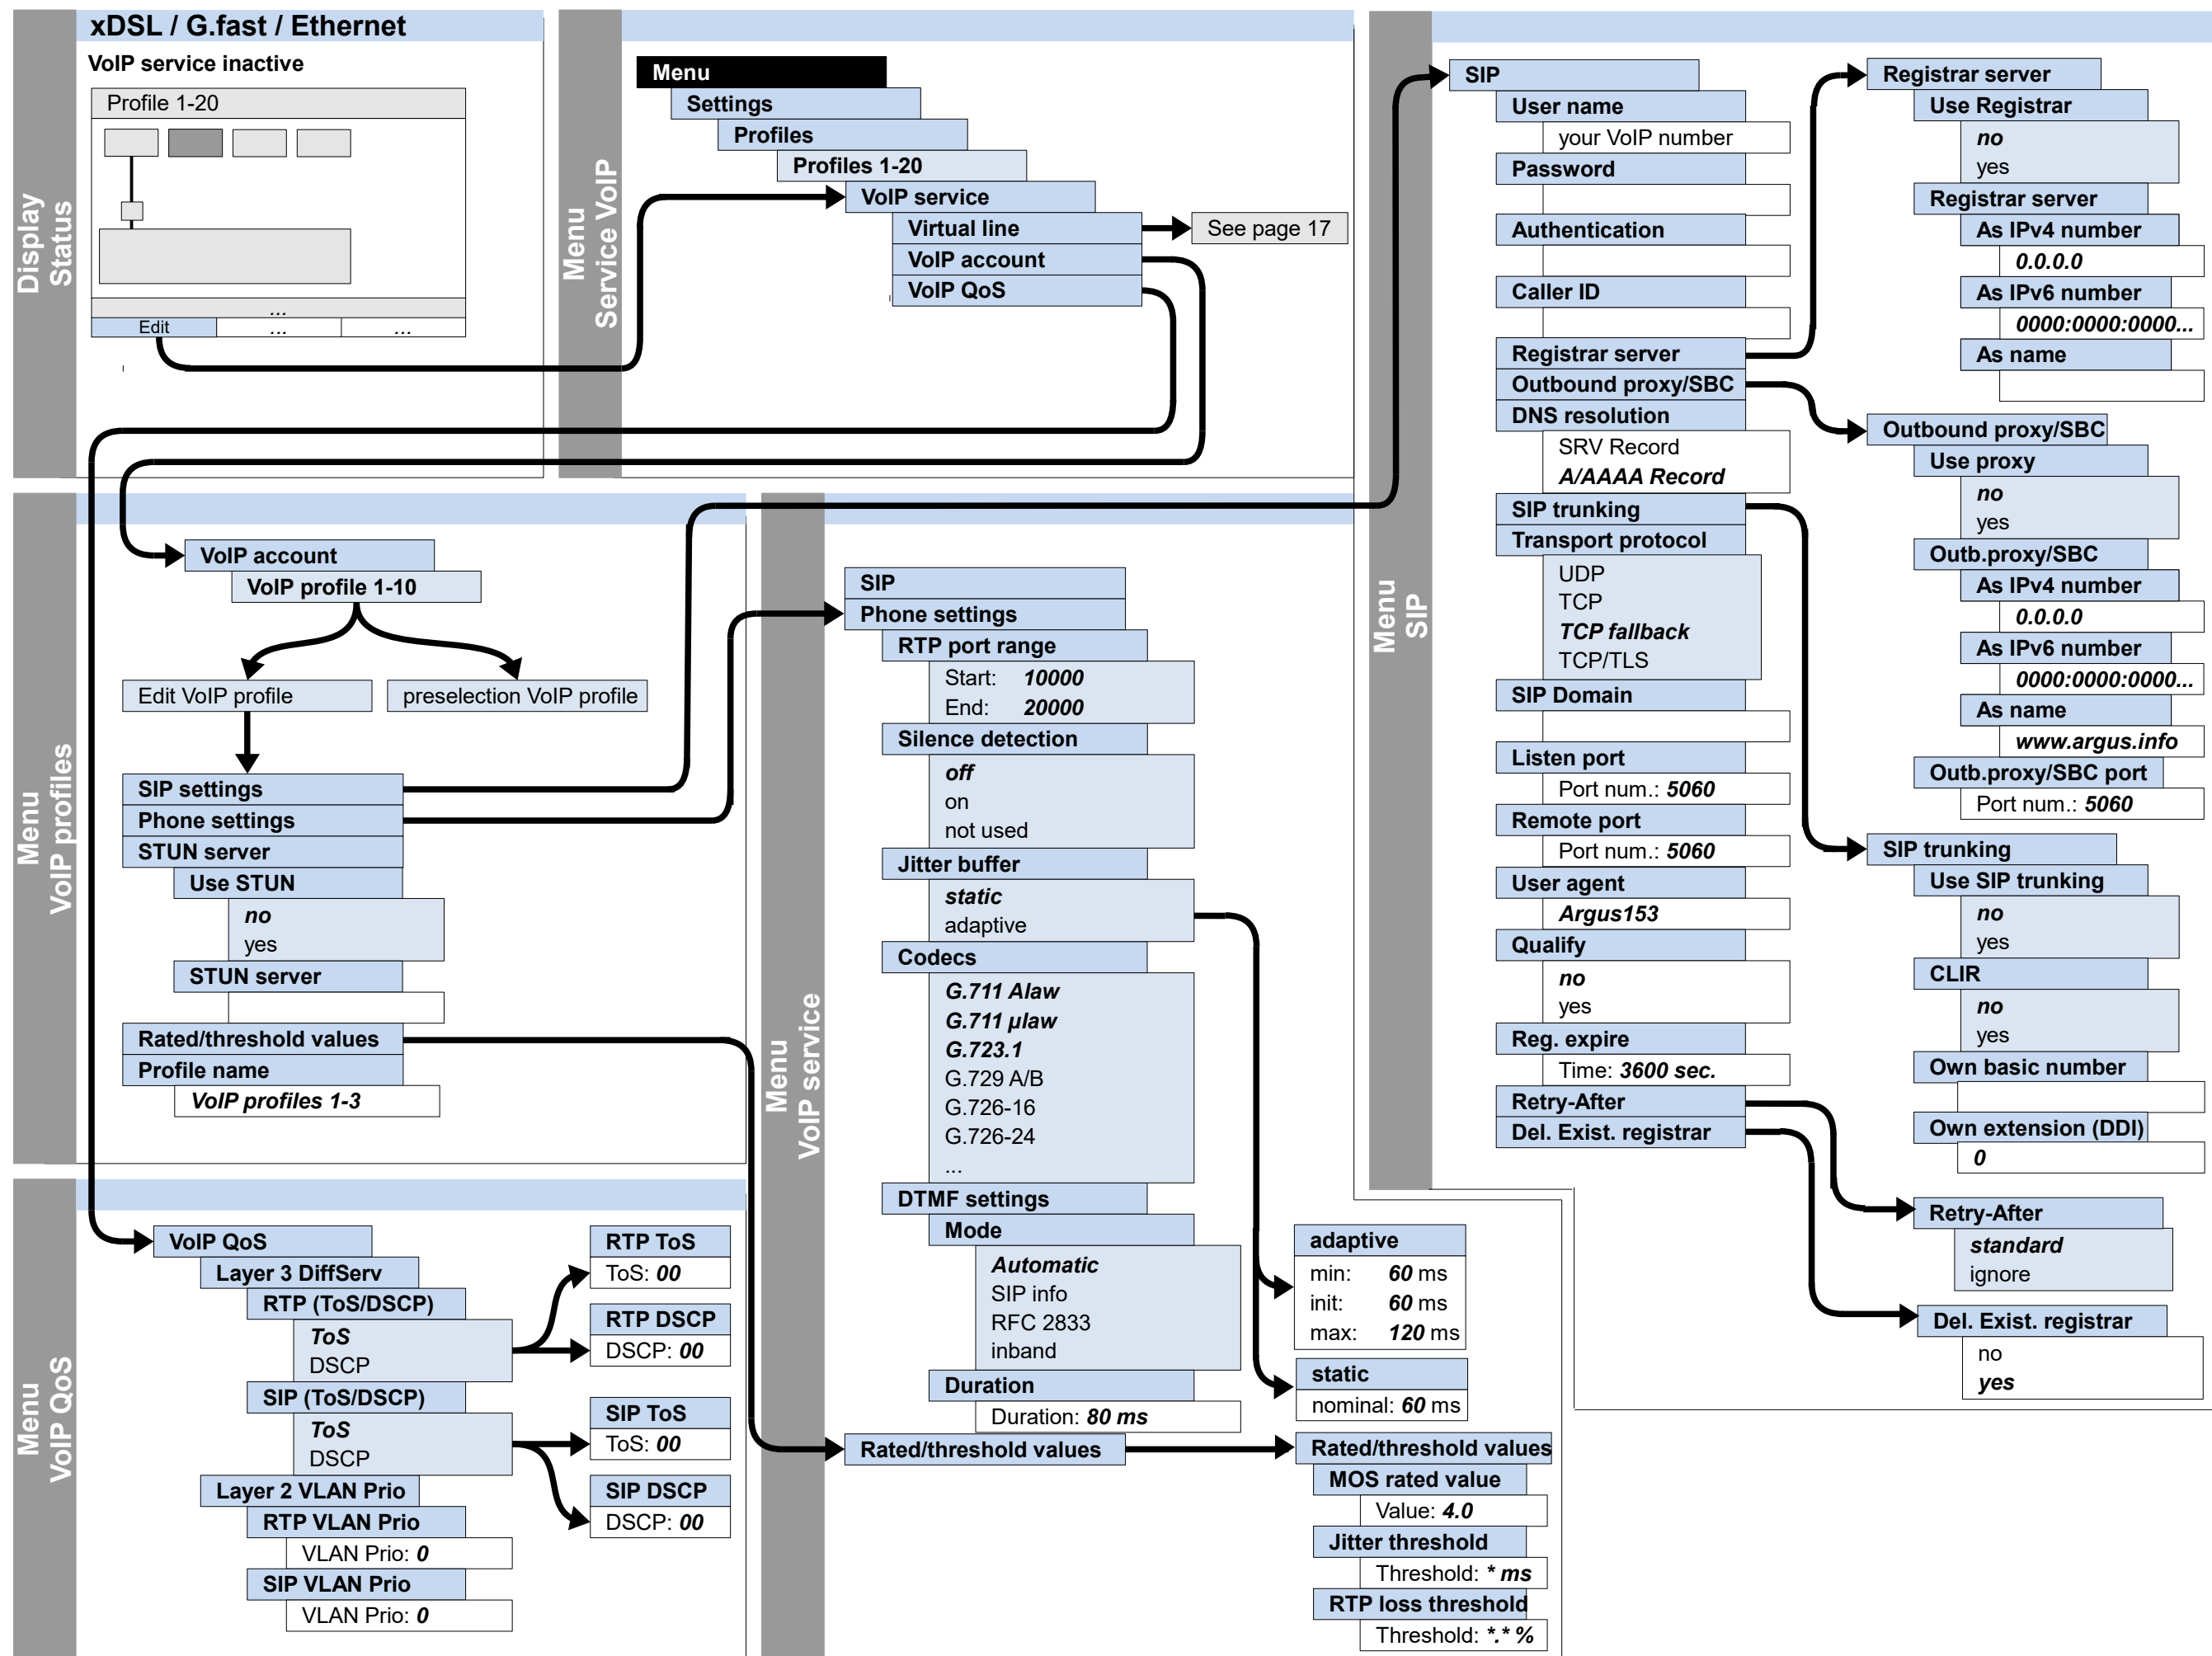 xDSL / G.fast / Ethernet
VoIP service inactive
Profile 1-20
...
Edit
...
...
Display
Status
Menu
Service VoIP
Menu
Settings
Profiles
Profiles 1-20
VoIP service
Virtual line
See page 17
VoIP account
VoIP QoS
Menu
VoIP profiles
VoIP account
VoIP profile 1-10
Edit VoIP profile
preselection VoIP profile
SIP settings
Phone settings
STUN server
Use STUN
no
yes
STUN server
Rated/threshold values
Profile name
VoIP profiles 1-3
Menu
VoIP QoS
VoIP QoS
Layer 3 DiffServ
RTP (ToS/DSCP)
ToS
DSCP
SIP (ToS/DSCP)
ToS
DSCP
Layer 2 VLAN Prio
RTP VLAN Prio
VLAN Prio: 0
SIP VLAN Prio
VLAN Prio: 0
RTP ToS
ToS: 00
RTP DSCP
DSCP: 00
SIP ToS
ToS: 00
SIP DSCP
DSCP: 00
Menu
VoIP service
SIP
Phone settings
RTP port range
Start: 10000
End: 20000
Silence detection
off
on
not used
Jitter buffer
static
adaptive
Codecs
G.711 Alaw
G.711 µlaw
G.723.1
G.729 A/B
G.726-16
G.726-24
...
DTMF settings
Mode
Automatic
SIP info
RFC 2833
inband
Duration
Duration: 80 ms
Rated/threshold values
adaptive
min: 60 ms
init: 60 ms
max: 120 ms
static
nominal: 60 ms
Rated/threshold values
MOS rated value
Value: 4.0
Jitter threshold
Threshold: * ms
RTP loss threshold
Threshold: *.* %
Menu
SIP
SIP
User name
your VoIP number
Password
Authentication
Caller ID
Registrar server
Outbound proxy/SBC
DNS resolution
SRV Record
A/AAAA Record
SIP trunking
Transport protocol
UDP
TCP
TCP fallback
TCP/TLS
SIP Domain
Listen port
Port num.: 5060
Remote port
Port num.: 5060
User agent
Argus153
Qualify
no
yes
Reg. expire
Time: 3600 sec.
Retry-After
Del. Exist. registrar
Registrar server
Use Registrar
no
yes
Registrar server
As IPv4 number
0.0.0.0
As IPv6 number
0000:0000:0000...
As name
Outbound proxy/SBC
Use proxy
no
yes
Outb.proxy/SBC
As IPv4 number
0.0.0.0
As IPv6 number
0000:0000:0000...
As name
www.argus.info
Outb.proxy/SBC port
Port num.: 5060
SIP trunking
Use SIP trunking
no
yes
CLIR
no
yes
Own basic number
Own extension (DDI)
0
Retry-After
standard
ignore
Del. Exist. registrar
no
yes